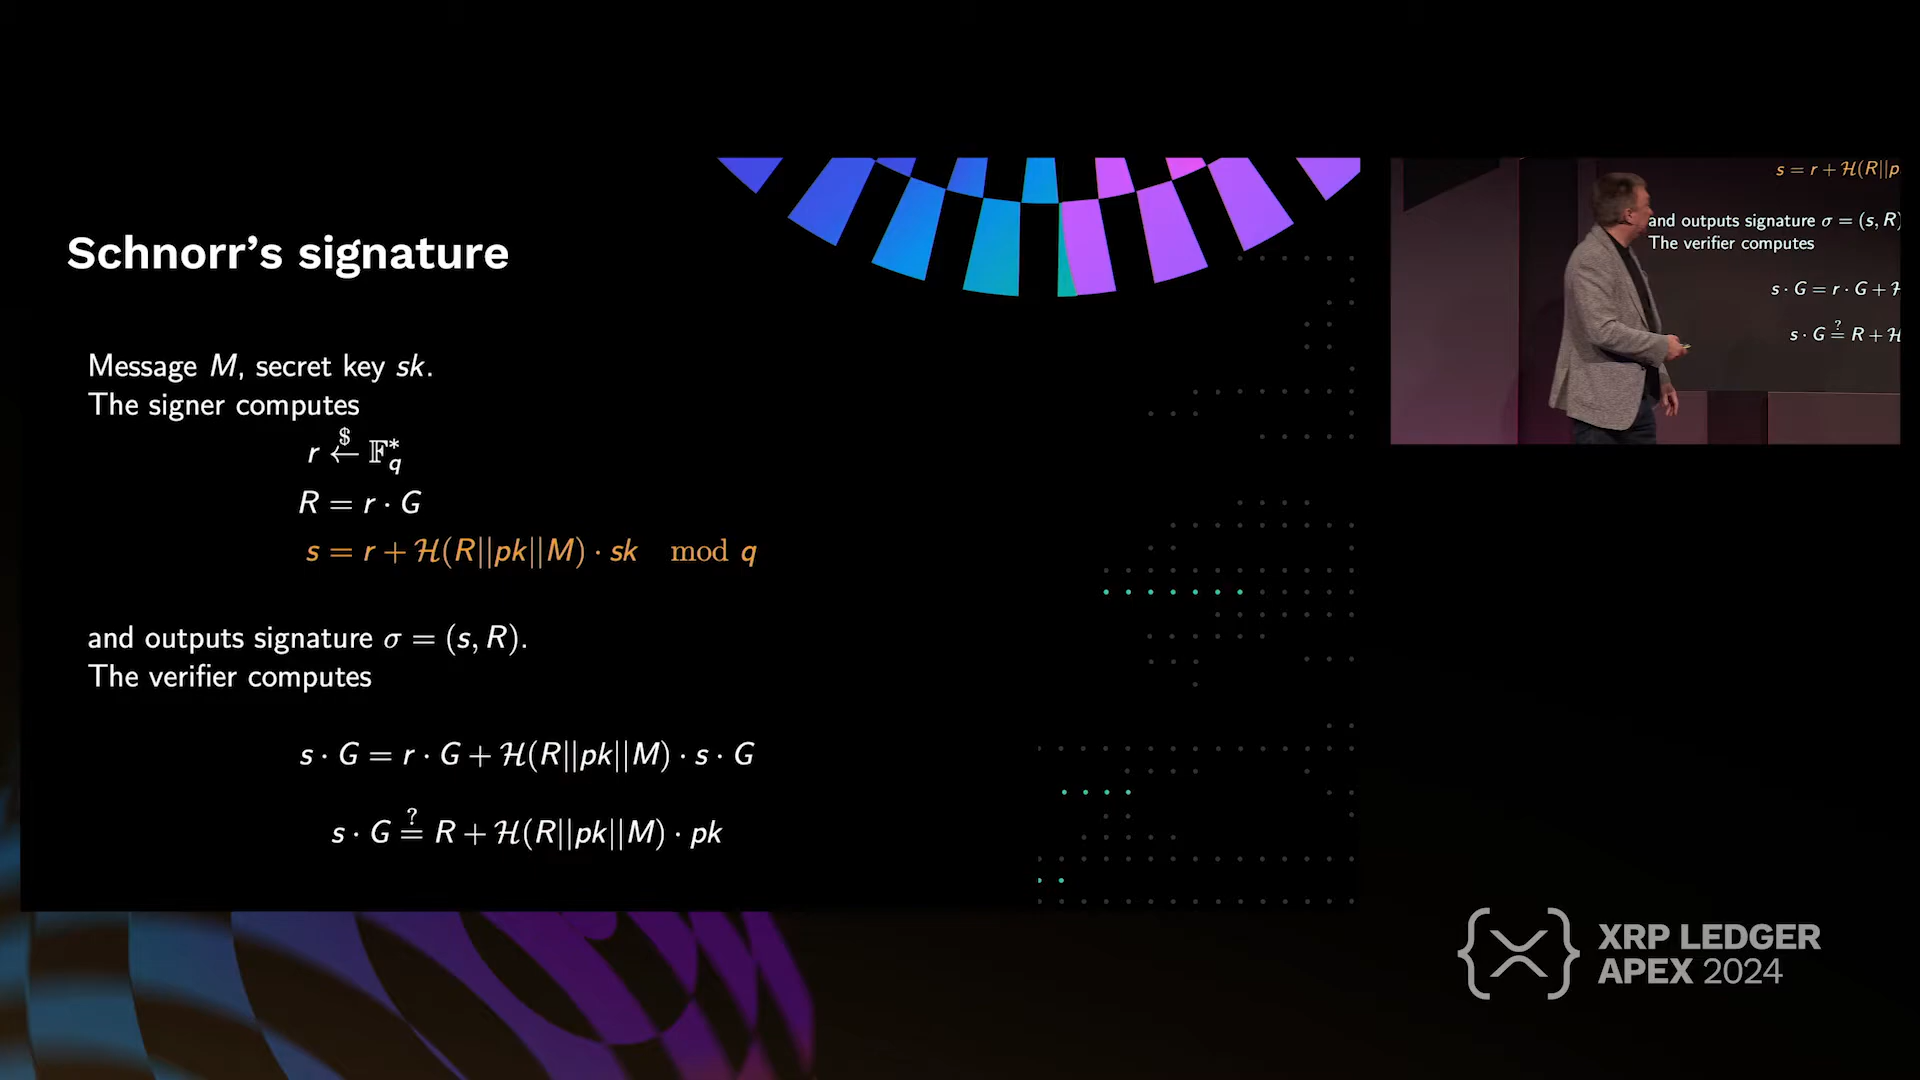 Schnorr's signature
Message M, secret key sk.
The signer computes
r $← 𝔽*q
R = r · G
s = r + ℋ(R||pk||M) · sk mod q
and outputs signature σ = (s, R).
The verifier computes
s · G = r · G + ℋ(R||pk||M) · s · G
s · G ?= R + ℋ(R||pk||M) · pk
s = r + ℋ(R||p
and outputs signature σ = (s, R)
The verifier computes
s · G = r · G + ℋ
s · G ?= R + ℋ
XRP LEDGER
APEX 2024